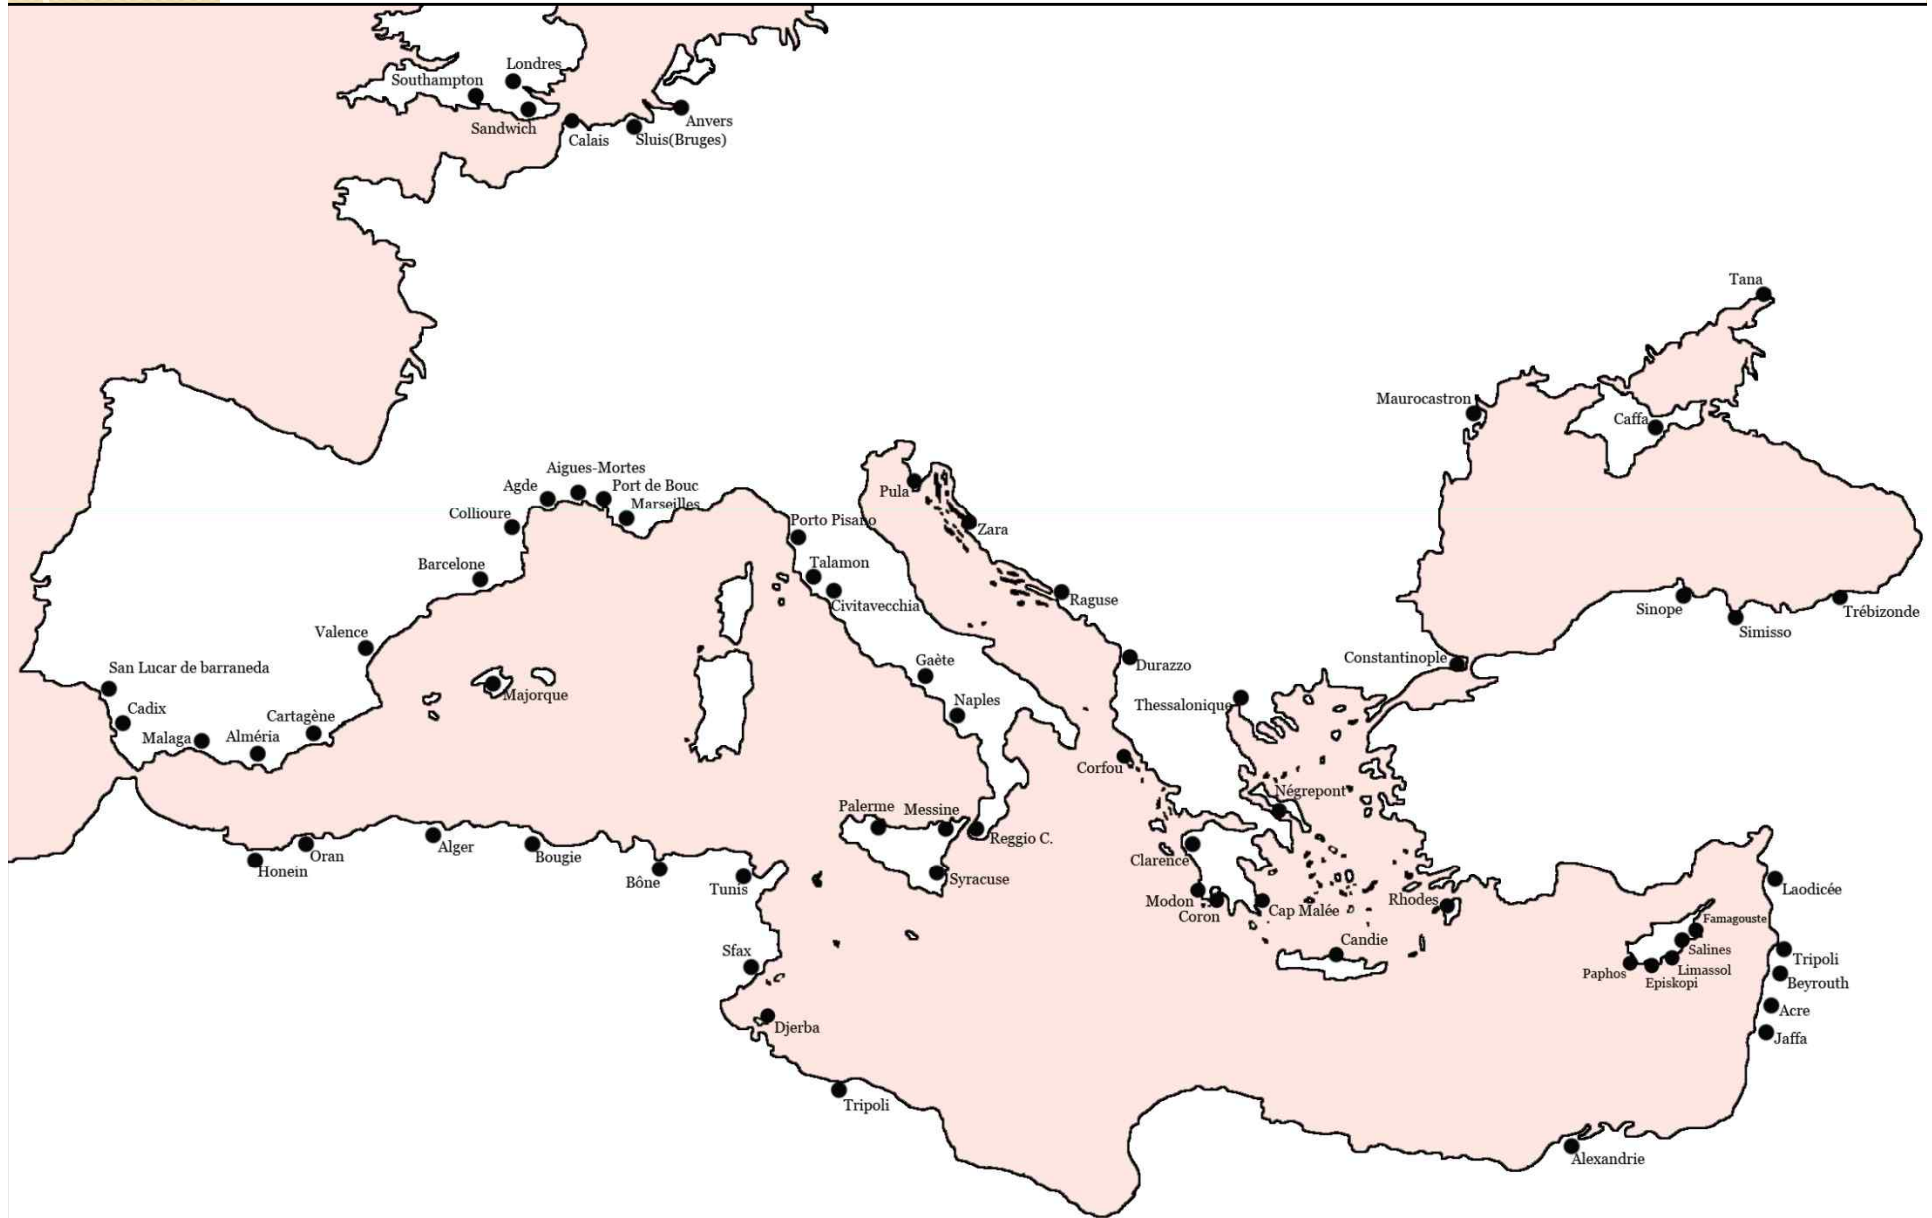 Londres
Southampton
Sandwich
Calais
Anvers
Sluis(Bruges)
Tana
Maurocastron
Caffa
Aigues-Mortes
Agde
Port de Bouc
Marseilles
Collioure
Pula
Porto Pisano
Zara
Barcelone
Talamon
Civitavecchia
Raguse
Sinope
Trébizonde
Simisso
Valence
San Lucar de barraneda
Majorque
Gaète
Durazzo
Constantinople
Cadix
Cartagène
Malaga
Alméria
Naples
Thessalonique
Corfou
Négrepont
Palerme
Messine
Reggio C.
Alger
Oran
Honein
Bougie
Bône
Tunis
Syracuse
Clarence
Modon
Coron
Cap Malée
Rhodes
Laodicée
Famagouste
Salines
Limassol
Paphos
Episkopi
Candie
Sfax
Tripoli
Beyrouth
Acre
Djerba
Jaffa
Tripoli
Alexandrie